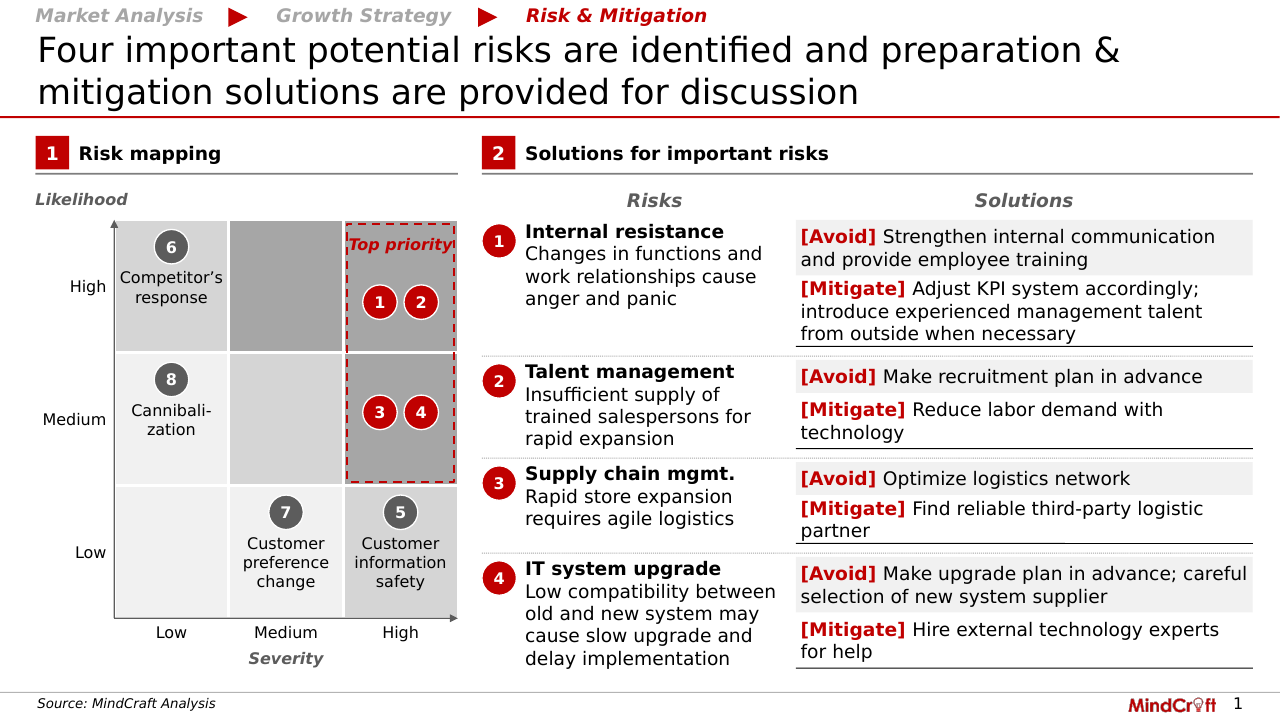 Market Analysis
Growth Strategy
Risk & Mitigation
Four important potential risks are identified and preparation &
mitigation solutions are provided for discussion
1
Risk mapping
Likelihood
High
Medium
Low
6
Competitor’s
response
Top priority
1
2
8
Cannibali-
zation
3
4
7
Customer
preference
change
5
Customer
information
safety
Low
Medium
High
Severity
2
Solutions for important risks
Risks
Solutions
1
Internal resistance
Changes in functions and
work relationships cause
anger and panic
[Avoid] Strengthen internal communication
and provide employee training
[Mitigate] Adjust KPI system accordingly;
introduce experienced management talent
from outside when necessary
2
Talent management
Insufficient supply of
trained salespersons for
rapid expansion
[Avoid] Make recruitment plan in advance
[Mitigate] Reduce labor demand with
technology
3
Supply chain mgmt.
Rapid store expansion
requires agile logistics
[Avoid] Optimize logistics network
[Mitigate] Find reliable third-party logistic
partner
4
IT system upgrade
Low compatibility between
old and new system may
cause slow upgrade and
delay implementation
[Avoid] Make upgrade plan in advance; careful
selection of new system supplier
[Mitigate] Hire external technology experts
for help
Source: MindCraft Analysis
MindCraft
1